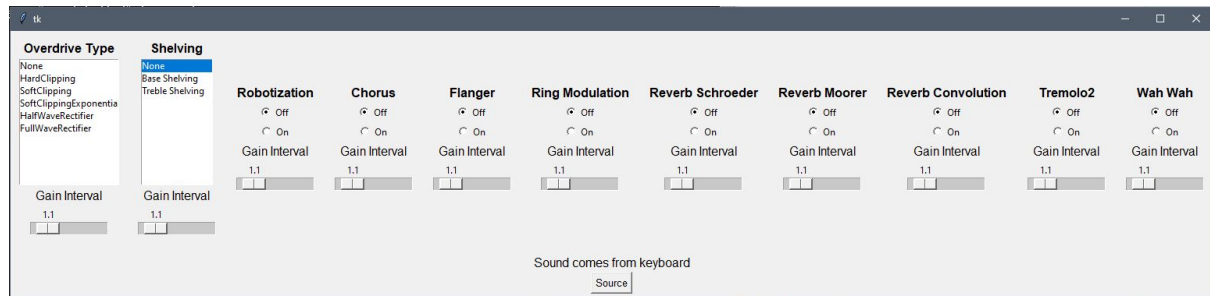 tk
Overdrive Type
None
HardClipping
SoftClipping
SoftClippingExponentia
HalfWaveRectifier
FullWaveRectifier
Gain Interval
1.1
Shelving
None
Base Shelving
Treble Shelving
Gain Interval
1.1
Robotization
Off
On
Gain Interval
1.1
Chorus
Off
On
Gain Interval
1.1
Flanger
Off
On
Gain Interval
1.1
Ring Modulation
Off
On
Gain Interval
1.1
Reverb Schroeder
Off
On
Gain Interval
1.1
Reverb Moorer
Off
On
Gain Interval
1.1
Reverb Convolution
Off
On
Gain Interval
1.1
Tremolo2
Off
On
Gain Interval
1.1
Wah Wah
Off
On
Gain Interval
1.1
Sound comes from keyboard
Source